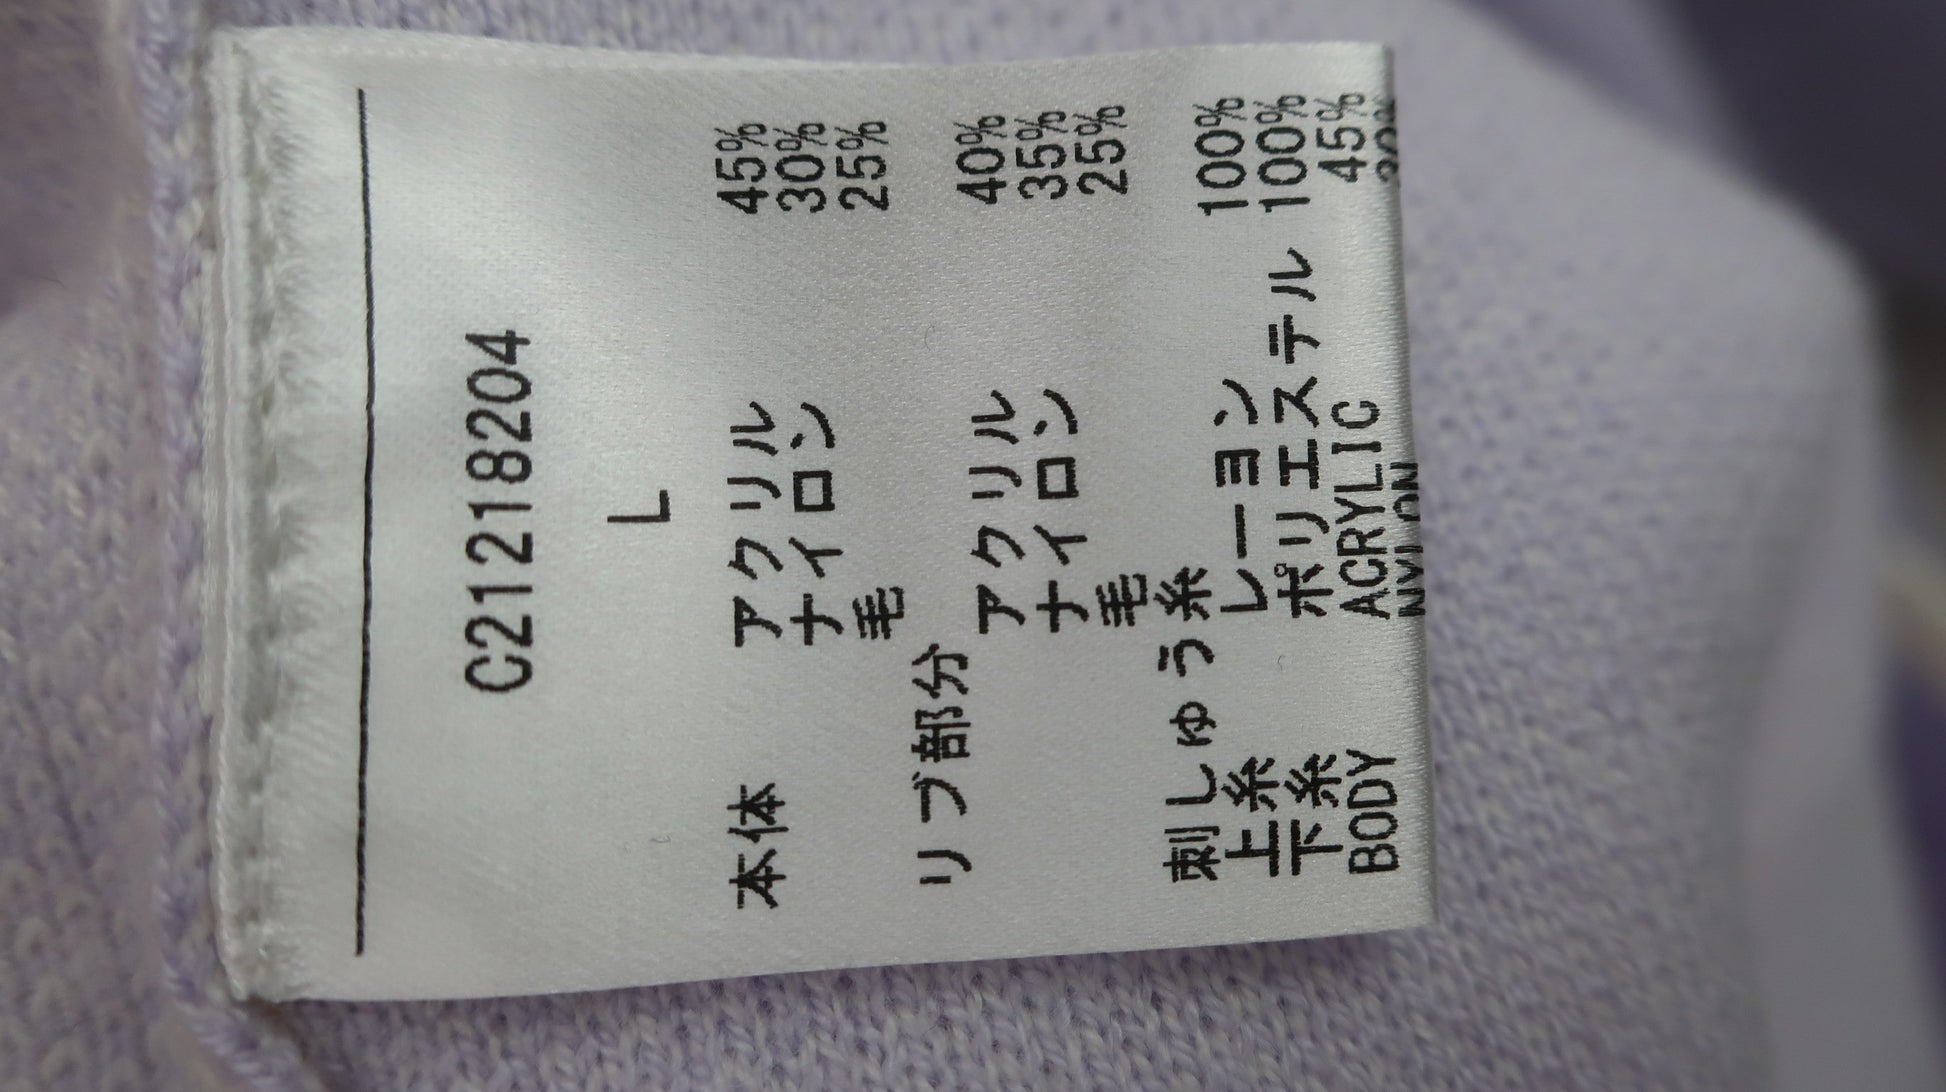 C21218204
L
本体 アクリル 45%
ナイロン 30%
毛 25%
リブ部分
アクリル 40%
ナイロン 35%
毛 25%
刺しゅう糸
上糸 レーヨン 100%
下糸 ポリエステル 100%
BODY ACRYLIC 45%
NYLON 30%